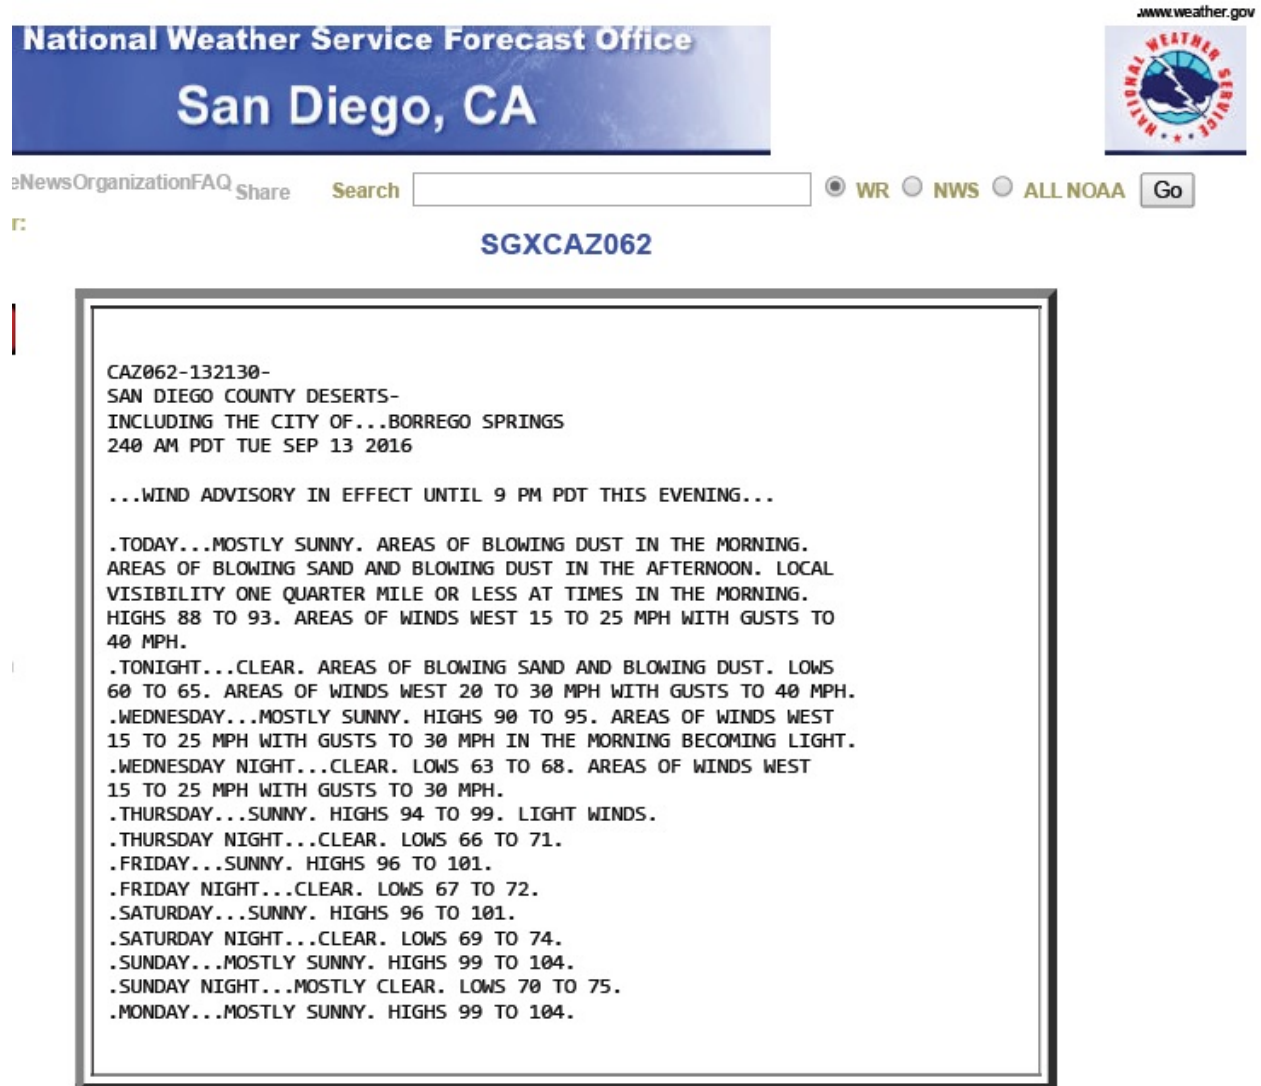 .www.weather.gov
National Weather Service Forecast Office
San Diego, CA
NATIONAL WEATHER SERVICE
eNewsOrganizationFAQ Share Search WR NWS ALL NOAA Go
r:
SGXCAZ062
CAZ062-132130-
SAN DIEGO COUNTY DESERTS-
INCLUDING THE CITY OF...BORREGO SPRINGS
240 AM PDT TUE SEP 13 2016
...WIND ADVISORY IN EFFECT UNTIL 9 PM PDT THIS EVENING...
.TODAY...MOSTLY SUNNY. AREAS OF BLOWING DUST IN THE MORNING.
AREAS OF BLOWING SAND AND BLOWING DUST IN THE AFTERNOON. LOCAL
VISIBILITY ONE QUARTER MILE OR LESS AT TIMES IN THE MORNING.
HIGHS 88 TO 93. AREAS OF WINDS WEST 15 TO 25 MPH WITH GUSTS TO
40 MPH.
.TONIGHT...CLEAR. AREAS OF BLOWING SAND AND BLOWING DUST. LOWS
60 TO 65. AREAS OF WINDS WEST 20 TO 30 MPH WITH GUSTS TO 40 MPH.
.WEDNESDAY...MOSTLY SUNNY. HIGHS 90 TO 95. AREAS OF WINDS WEST
15 TO 25 MPH WITH GUSTS TO 30 MPH IN THE MORNING BECOMING LIGHT.
.WEDNESDAY NIGHT...CLEAR. LOWS 63 TO 68. AREAS OF WINDS WEST
15 TO 25 MPH WITH GUSTS TO 30 MPH.
.THURSDAY...SUNNY. HIGHS 94 TO 99. LIGHT WINDS.
.THURSDAY NIGHT...CLEAR. LOWS 66 TO 71.
.FRIDAY...SUNNY. HIGHS 96 TO 101.
.FRIDAY NIGHT...CLEAR. LOWS 67 TO 72.
.SATURDAY...SUNNY. HIGHS 96 TO 101.
.SATURDAY NIGHT...CLEAR. LOWS 69 TO 74.
.SUNDAY...MOSTLY SUNNY. HIGHS 99 TO 104.
.SUNDAY NIGHT...MOSTLY CLEAR. LOWS 70 TO 75.
.MONDAY...MOSTLY SUNNY. HIGHS 99 TO 104.